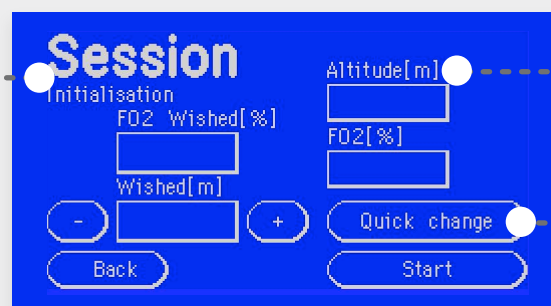 Session
Initialisation
FO2 Wished[%]
Wished[m]
-
+
Back
Altitude[m]
FO2[%]
Quick change
Start